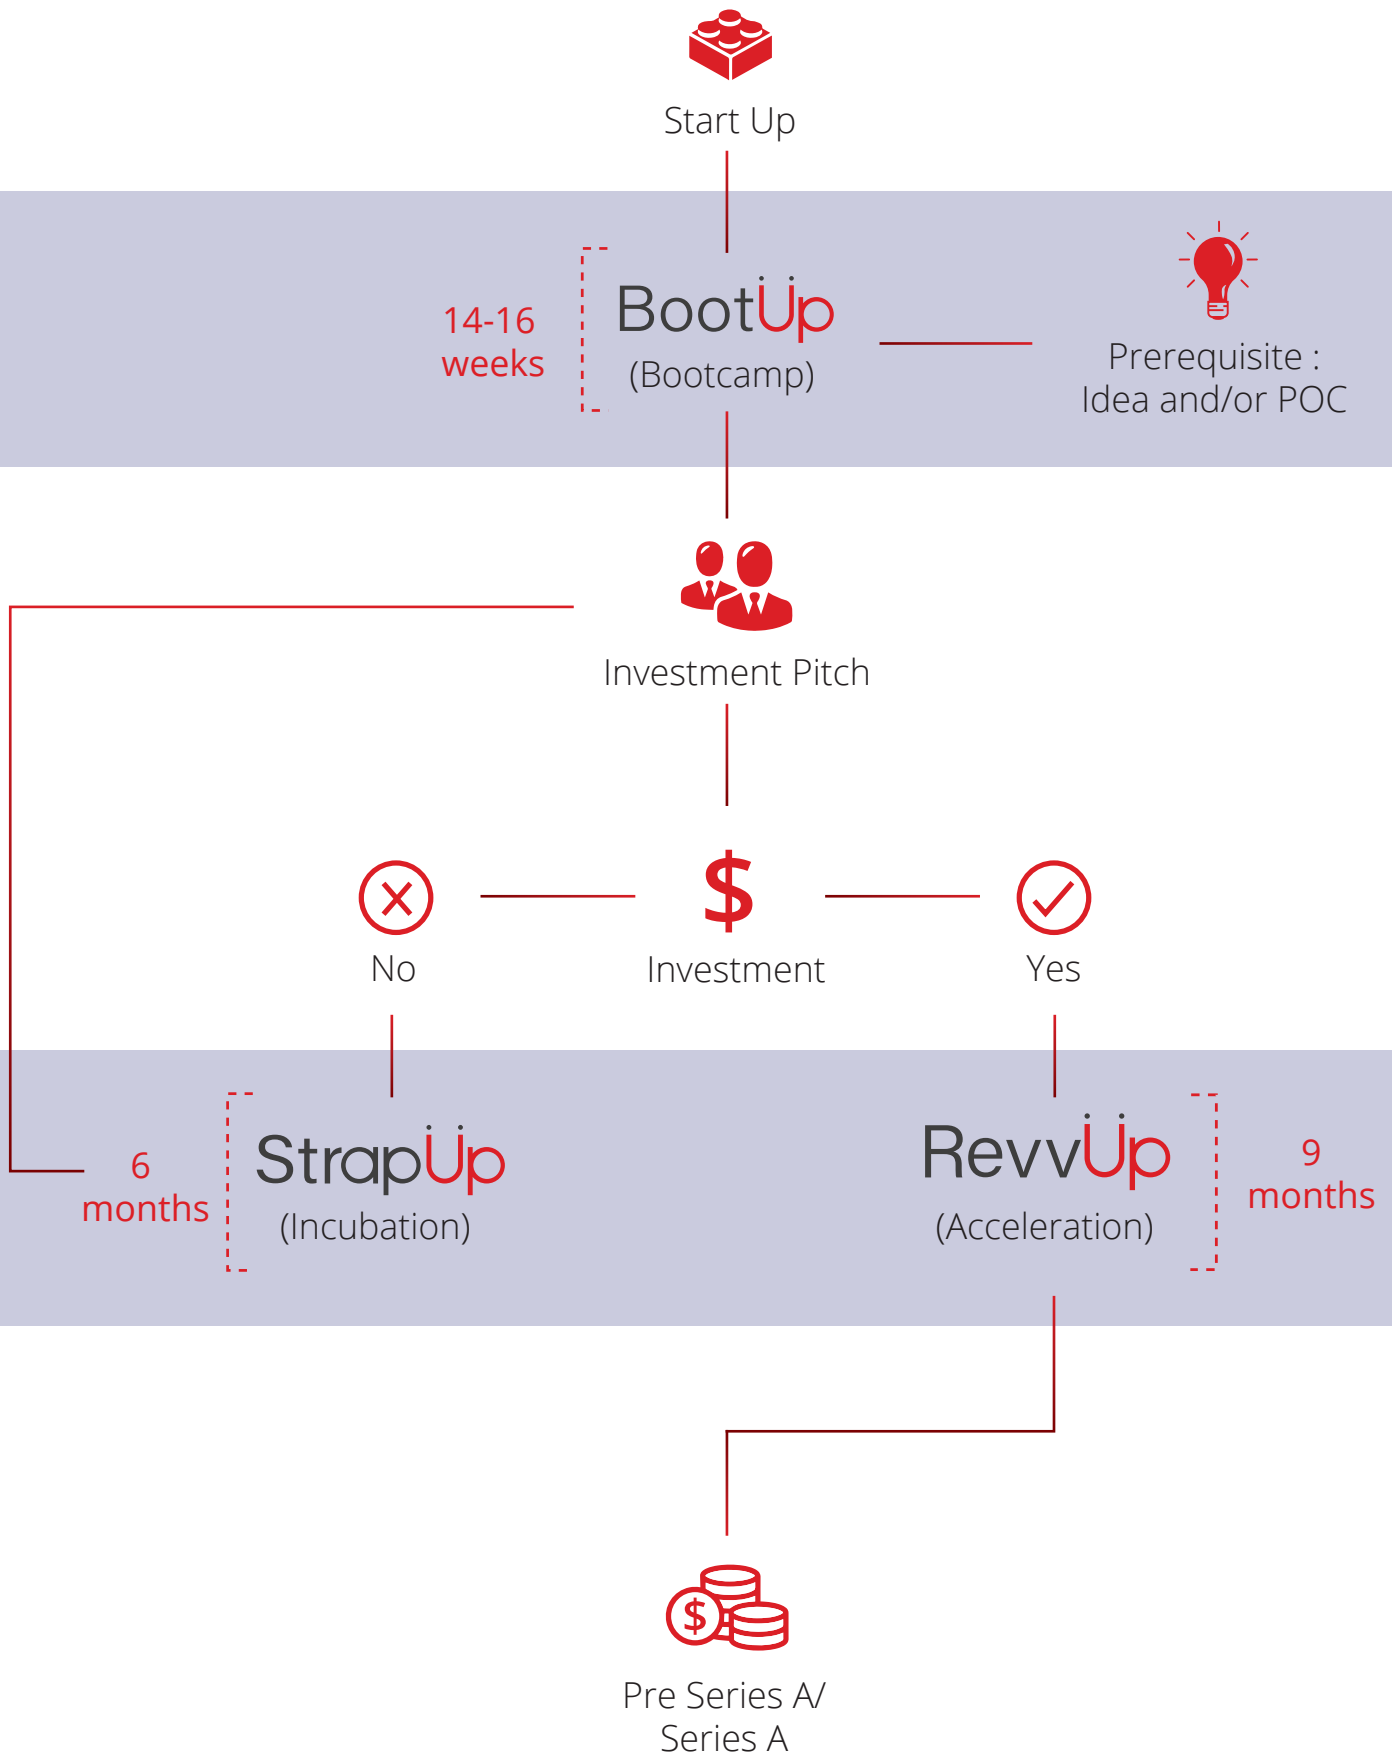 Start Up
14-16
weeks
BootUp
(Bootcamp)
Prerequisite :
Idea and/or POC
Investment Pitch
$
No
Investment
Yes
6
months
StrapUp
(Incubation)
RevvUp
(Acceleration)
9
months
$
Pre Series A/
Series A